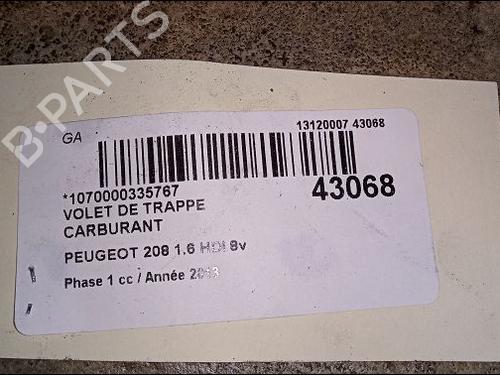 B-PARTS
GA
13120007 43068
*1070000335767
43068
VOLET DE TRAPPE
CARBURANT
PEUGEOT 208 1.6 HDI 8v
Phase 1 cc / Année 2013